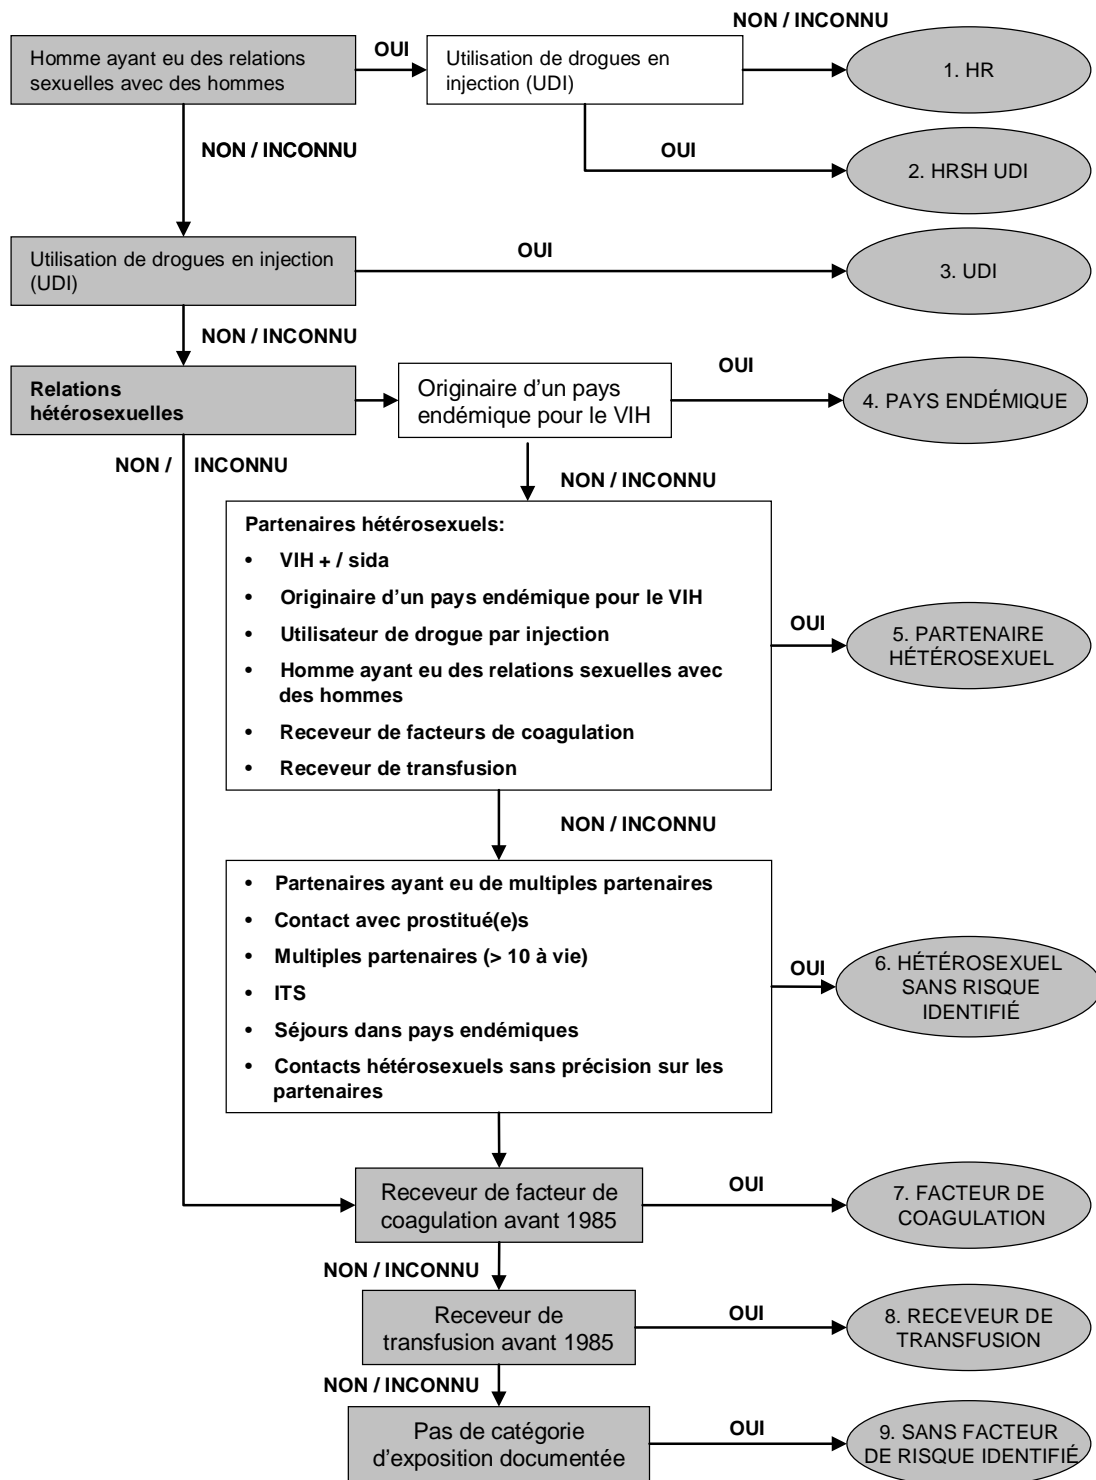 NON / INCONNU
Homme ayant eu des relations
sexuelles avec des hommes
OUI
Utilisation de drogues en
injection (UDI)
1. HR
NON / INCONNU
OUI
2. HRSH UDI
Utilisation de drogues en injection
(UDI)
OUI
3. UDI
NON / INCONNU
Relations
hétérosexuelles
Originaire d’un pays
endémique pour le VIH
OUI
4. PAYS ENDÉMIQUE
NON / INCONNU
NON / INCONNU
Partenaires hétérosexuels:
• VIH + / sida
• Originaire d’un pays endémique pour le VIH
• Utilisateur de drogue par injection
• Homme ayant eu des relations sexuelles avec
des hommes
• Receveur de facteurs de coagulation
• Receveur de transfusion
OUI
5. PARTENAIRE
HÉTÉROSEXUEL
NON / INCONNU
• Partenaires ayant eu de multiples partenaires
• Contact avec prostitué(e)s
• Multiples partenaires (> 10 à vie)
• ITS
• Séjours dans pays endémiques
• Contacts hétérosexuels sans précision sur les
partenaires
OUI
6. HÉTÉROSEXUEL
SANS RISQUE
IDENTIFIÉ
Receveur de facteur de
coagulation avant 1985
OUI
7. FACTEUR DE
COAGULATION
NON / INCONNU
Receveur de
transfusion avant 1985
OUI
8. RECEVEUR DE
TRANSFUSION
NON / INCONNU
Pas de catégorie
d’exposition documentée
OUI
9. SANS FACTEUR
DE RISQUE IDENTIFIÉ